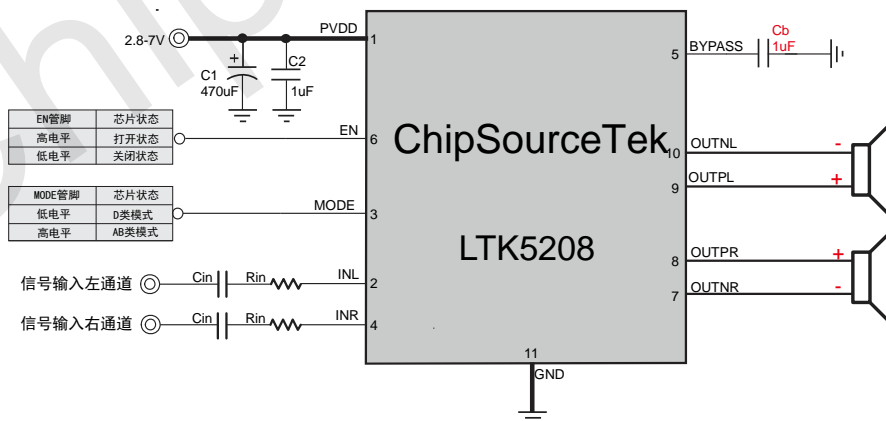 Chip
2.8-7V
PVDD
1
C1
470uF
C2
1uF
5
BYPASS
Cb
1uF
EN管脚 芯片状态
高电平 打开状态
低电平 关闭状态
EN
6
MODE管脚 芯片状态
低电平 D类模式
高电平 AB类模式
MODE
3
ChipSourceTek
LTK5208
10 OUTNL -
9 OUTPL +
8 OUTPR +
7 OUTNR -
信号输入左通道 Cin Rin INL 2
信号输入右通道 Cin Rin INR 4
11
GND